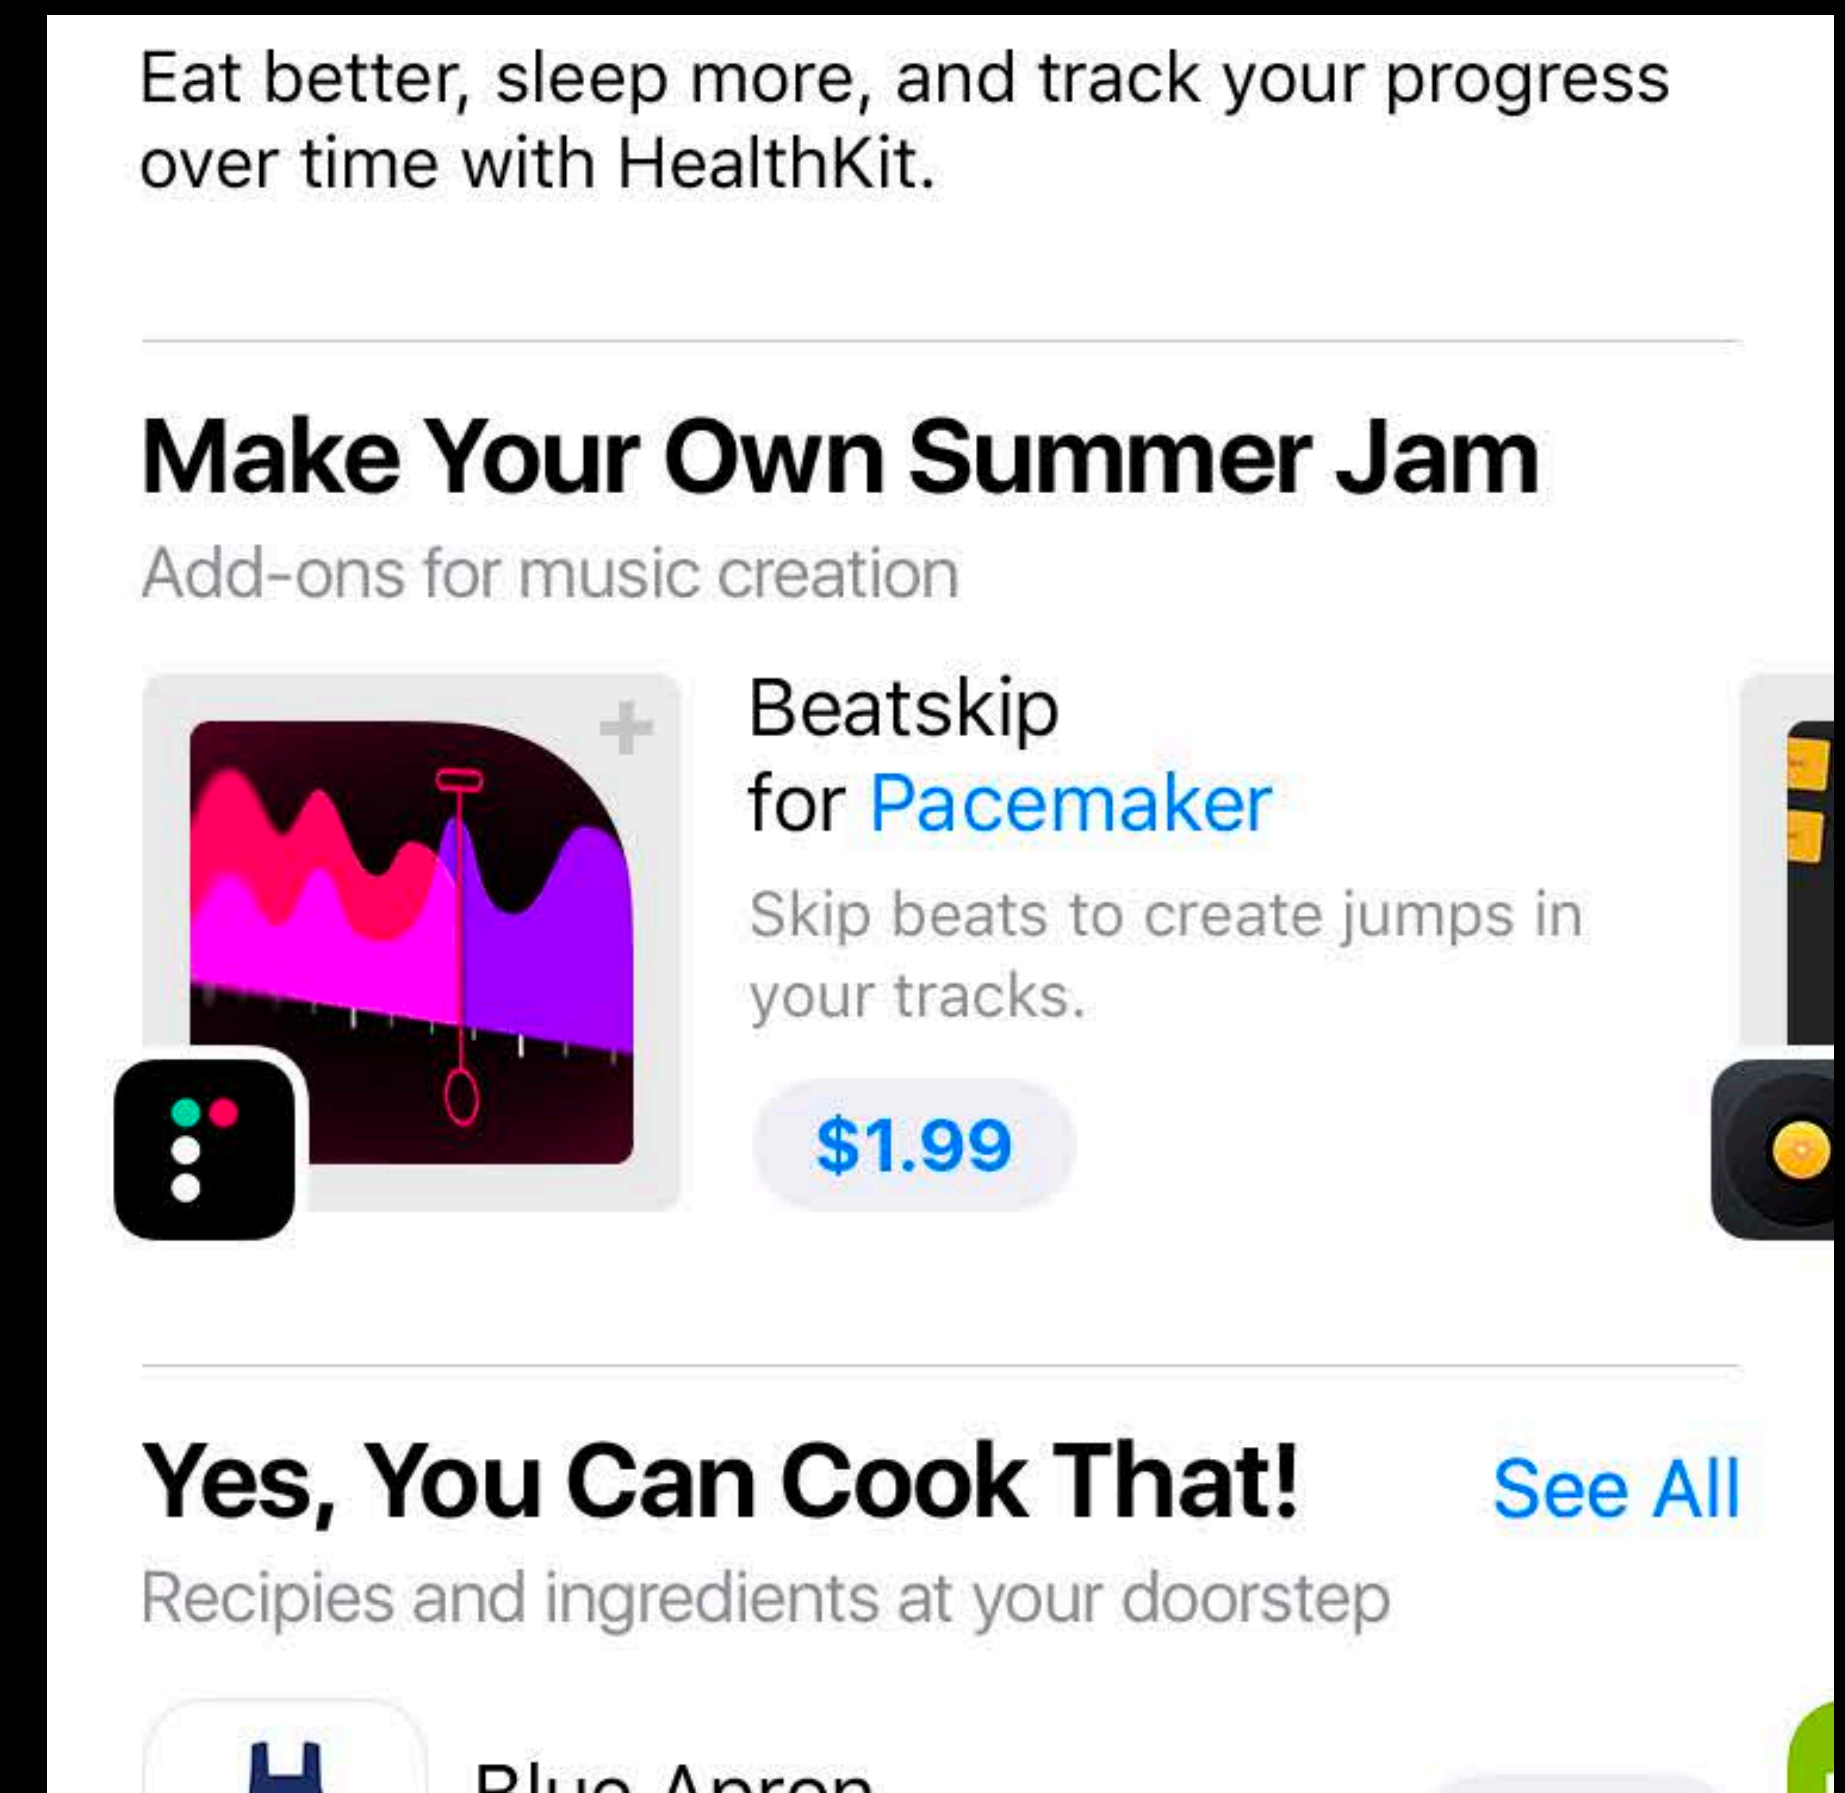 Eat better, sleep more, and track your progress
over time with HealthKit.
Make Your Own Summer Jam
Add-ons for music creation
Beatskip
for Pacemaker
Skip beats to create jumps in
your tracks.
$1.99
Yes, You Can Cook That!
See All
Recipies and ingredients at your doorstep
Blue Apron